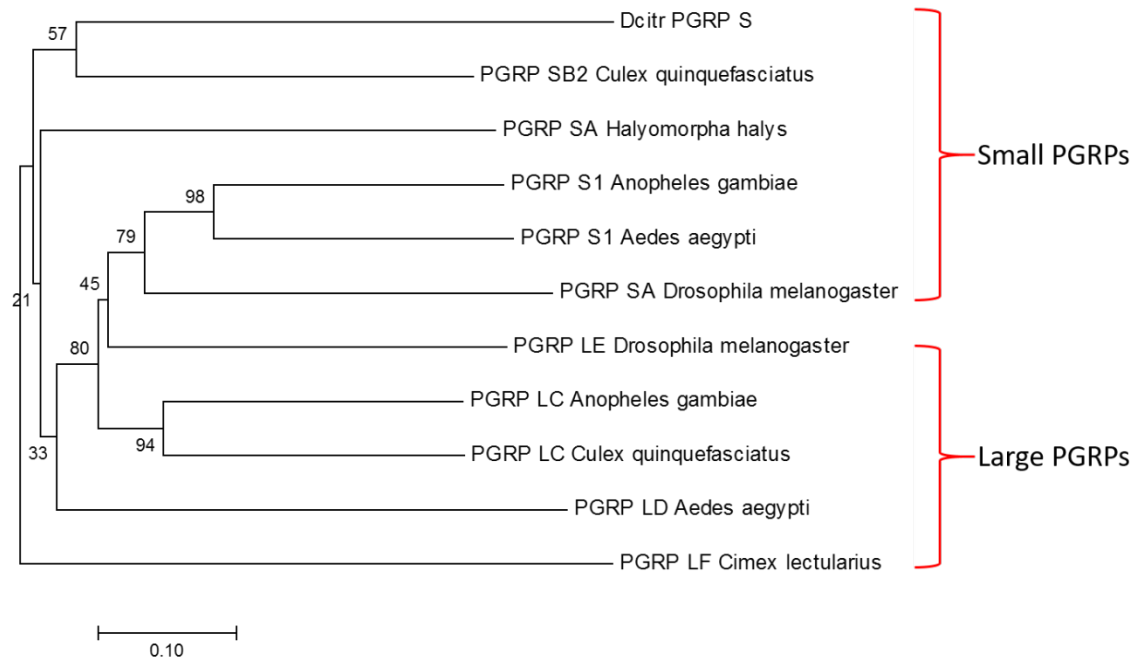 57
Dcitr PGRP S
PGRP SB2 Culex quinquefasciatus
PGRP SA Halyomorpha halys
Small PGRPs
98
PGRP S1 Anopheles gambiae
79
PGRP S1 Aedes aegypti
45
21
PGRP SA Drosophila melanogaster
80
PGRP LE Drosophila melanogaster
PGRP LC Anopheles gambiae
94
33
PGRP LC Culex quinquefasciatus
Large PGRPs
PGRP LD Aedes aegypti
PGRP LF Cimex lectularius
0.10